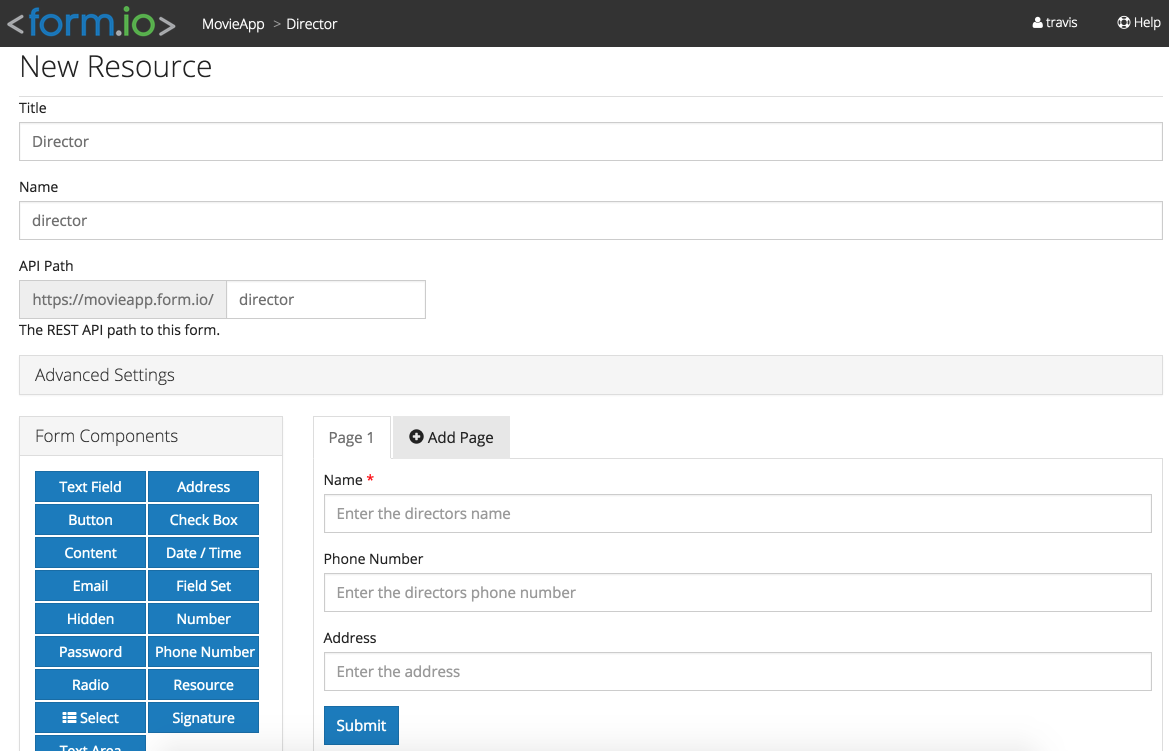 <form.io> MovieApp > Director travis Help
New Resource
Title
Director
Name
director
API Path
https://movieapp.form.io/ director
The REST API path to this form.
Advanced Settings
Form Components
Text Field Address
Button Check Box
Content Date / Time
Email Field Set
Hidden Number
Password Phone Number
Radio Resource
Select Signature
Text Area
Page 1 Add Page
Name *
Enter the directors name
Phone Number
Enter the directors phone number
Address
Enter the address
Submit